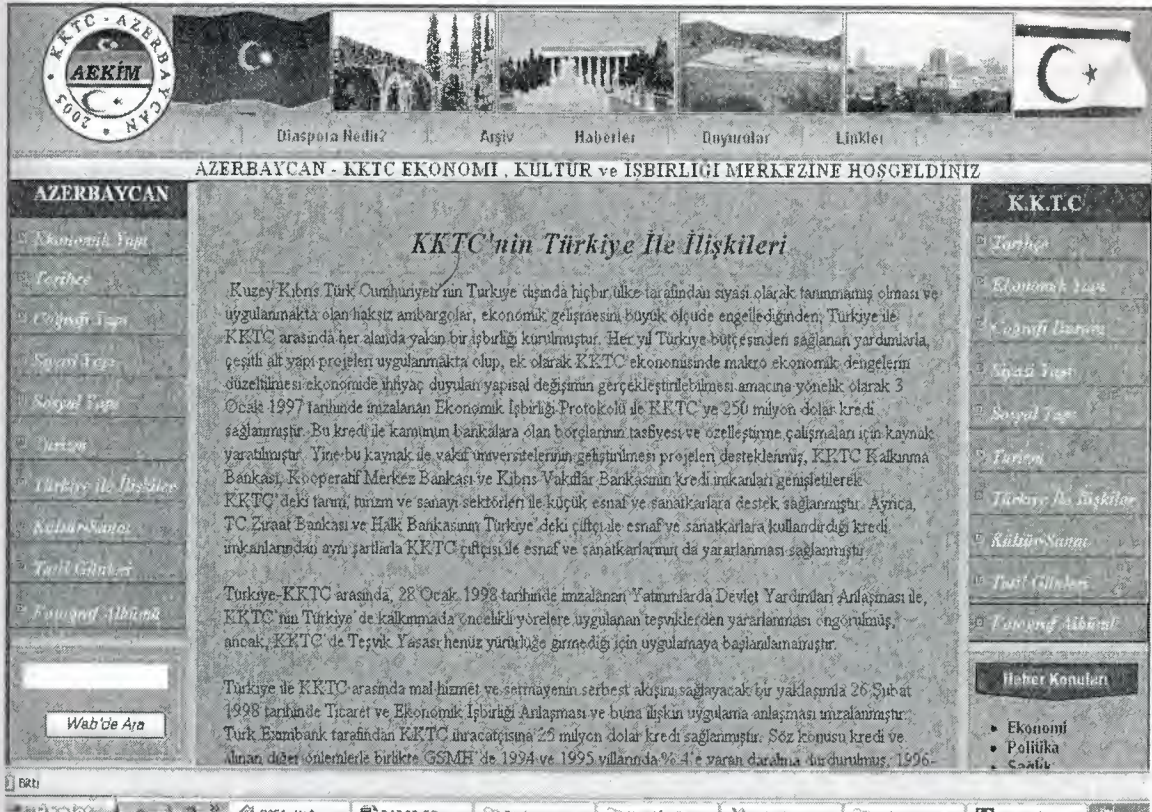 KKTC - AZERBAYCAN
AEKİM
2003
Diaspora Nedir?
Arşiv
Haberler
Duyurular
Linkler
AZERBAYCAN - KKTC EKONOMI , KULTUR ve ISBIRLIĞI MERKEZINE HOSGELDINIZ
AZERBAYCAN
Ekonomik Yapı
Tarihçe
Coğrafi Yapı
Siyasi Yapı
Sosyal Yapı
Turizm
Türkiye ile İlişkiler
Kültür-Sanat
Tatil Günleri
Fotoğraf Albümü
Web'de Ara
KKTC'nin Türkiye İle İlişkileri
Kuzey Kıbrıs Türk Cumhuriyeti'nin Türkiye dışında hiçbir ülke tarafından siyasi olarak tanınmamış olması ve
uygulanmakta olan haksız ambargolar, ekonomik gelişmesini büyük ölçüde engellediğinden; Türkiye ile
KKTC arasında her alanda yakın bir işbirliği kurulmuştur. Her yıl Türkiye bütçesinden sağlanan yardımlarla,
çeşitli alt yapı projeleri uygulanmakta olup, ek olarak KKTC ekonomisinde makro ekonomik dengelerin
düzeltilmesi ekonomide ihtiyaç duyulan yapısal değişimin gerçekleştirilebilmesi amacına yönelik olarak 3
Ocak 1997 tarihinde imzalanan Ekonomik İşbirliği Protokolü ile KKTC'ye 250 milyon dolar kredi
sağlanmıştır. Bu kredi ile kamunun bankalara olan borçlarının tasfiyesi ve özelleştirme çalışmaları için kaynak
yaratılmıştır. Yine bu kaynak ile vakıf üniversitelerinin geliştirilmesi projeleri desteklenmiş, KKTC Kalkınma
Bankası, Kooperatif Merkez Bankası ve Kıbrıs Vakıflar Bankasının kredi imkanları genişletilerek
KKTC'deki tarım, turizm ve sanayi sektörleri ile küçük esnaf ve sanatkarlara destek sağlanmıştır. Ayrıca,
TC Ziraat Bankası ve Halk Bankasının Türkiye'deki çiftçi ile esnaf ve sanatkarlara kullandırdığı kredi
imkanlarından aynı şartlarla KKTC çiftçisi ile esnaf ve sanatkarlarının da yararlanması sağlanmıştır.
Türkiye-KKTC arasında, 28 Ocak 1998 tarihinde imzalanan Yatırımlarda Devlet Yardımları Anlaşması ile,
KKTC'nin Türkiye'de kalkınmada öncelikli yörelere uygulanan teşviklerden yararlanması öngörülmüş,
ancak, KKTC'de Teşvik Yasası henüz yürürlüğe girmediği için uygulamaya başlanılamamıştır.
Türkiye ile KKTC arasında mal-hizmet ve sermayenin serbest akışını sağlayacak bir yaklaşımla 26 Şubat
1998 tarihinde Ticaret ve Ekonomik İşbirliği Anlaşması ve buna ilişkin uygulama anlaşması imzalanmıştır.
Türk Eximbank tarafından KKTC ihracatçısına 25 milyon dolar kredi sağlanmıştır. Söz konusu kredi ve
alınan diğer önlemlerle birlikte GSMH'de 1994 ve 1995 yıllarında %4'e varan daralma durdurulmuş, 1996-
K.K.T.C
Tarihçe
Ekonomik Yapı
Coğrafi Durum
Siyasi Yapı
Sosyal Yapı
Turizm
Türkiye İle İlişkiler
Kültür-Sanat
Tatil Günleri
Fotoğraf Albümü
Haber Konuları
• Ekonomi
• Politika
• Sağlık
Bitti